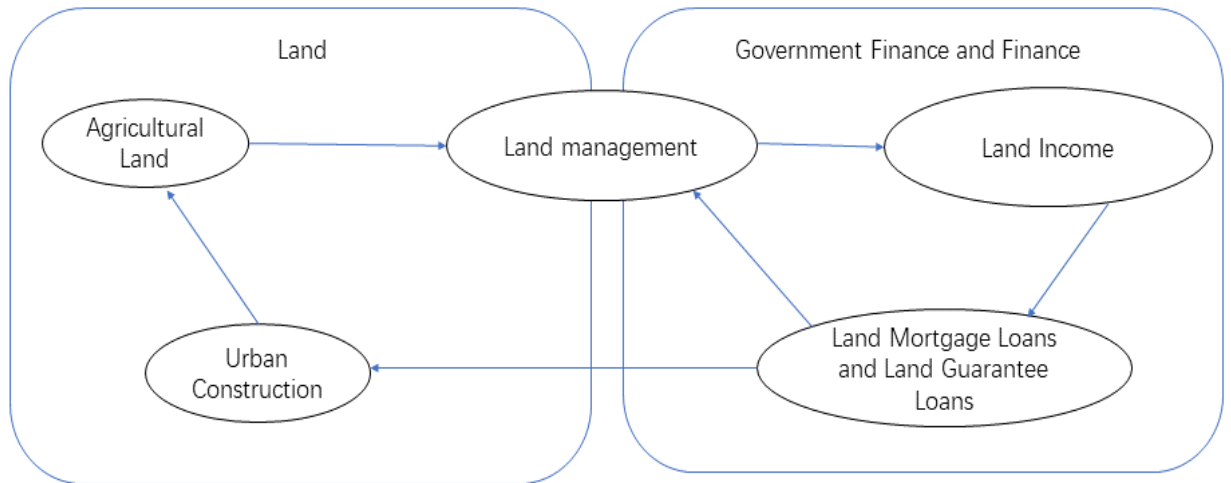 Land
Government Finance and Finance
Agricultural
Land
Land management
Land Income
Urban
Construction
Land Mortgage Loans
and Land Guarantee
Loans